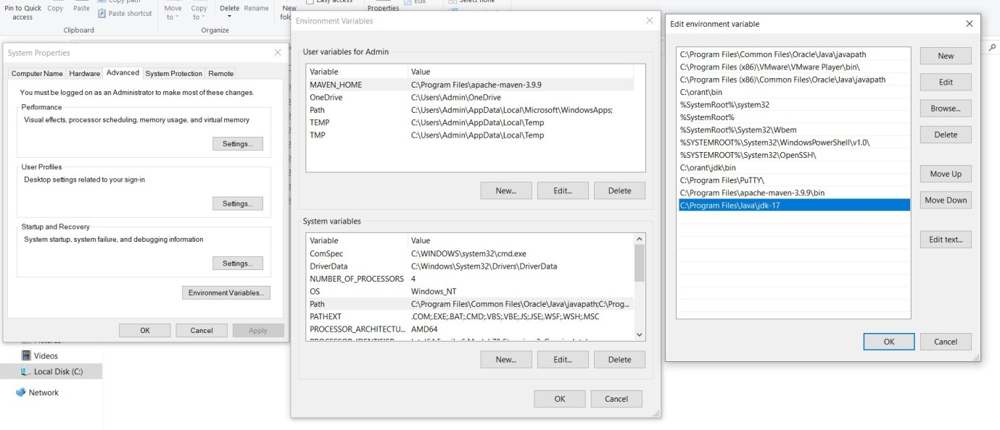 Pin to Quick access
Copy
Paste
Copy path
Paste shortcut
Clipboard
Move to
Copy to
Delete
Rename
Organize
New
Easy access
Properties
Edit
Select none
System Properties
Computer Name
Hardware
Advanced
System Protection
Remote
You must be logged on as an Administrator to make most of these changes.
Performance
Visual effects, processor scheduling, memory usage, and virtual memory
Settings...
User Profiles
Desktop settings related to your sign-in
Settings...
Startup and Recovery
System startup, system failure, and debugging information
Settings...
Environment Variables...
OK
Cancel
Apply
Pictures
Videos
Local Disk (C:)
Network
Environment Variables
User variables for Admin
Variable Value
MAVEN_HOME C:\Program Files\apache-maven-3.9.9
OneDrive C:\Users\Admin\OneDrive
Path C:\Users\Admin\AppData\Local\Microsoft\WindowsApps;
TEMP C:\Users\Admin\AppData\Local\Temp
TMP C:\Users\Admin\AppData\Local\Temp
New... Edit... Delete
System variables
Variable Value
ComSpec C:\WINDOWS\system32\cmd.exe
DriverData C:\Windows\System32\Drivers\DriverData
NUMBER_OF_PROCESSORS 4
OS Windows_NT
Path C:\Program Files\Common Files\Oracle\Java\javapath;C:\Prog...
PATHEXT .COM;.EXE;.BAT;.CMD;.VBS;.VBE;.JS;.JSE;.WSF;.WSH;.MSC
PROCESSOR_ARCHITECTU... AMD64
New... Edit... Delete
OK Cancel
Edit environment variable
C:\Program Files\Common Files\Oracle\Java\javapath
C:\Program Files (x86)\VMware\VMware Player\bin\
C:\Program Files (x86)\Common Files\Oracle\Java\javapath
C:\orant\bin
%SystemRoot%\system32
%SystemRoot%
%SystemRoot%\System32\Wbem
%SYSTEMROOT%\System32\WindowsPowerShell\v1.0\
%SYSTEMROOT%\System32\OpenSSH\
C:\orant\jdk\bin
C:\Program Files\PuTTY\
C:\Program Files\apache-maven-3.9.9\bin
C:\Program Files\Java\jdk-17
New
Edit
Browse...
Delete
Move Up
Move Down
Edit text...
OK
Cancel